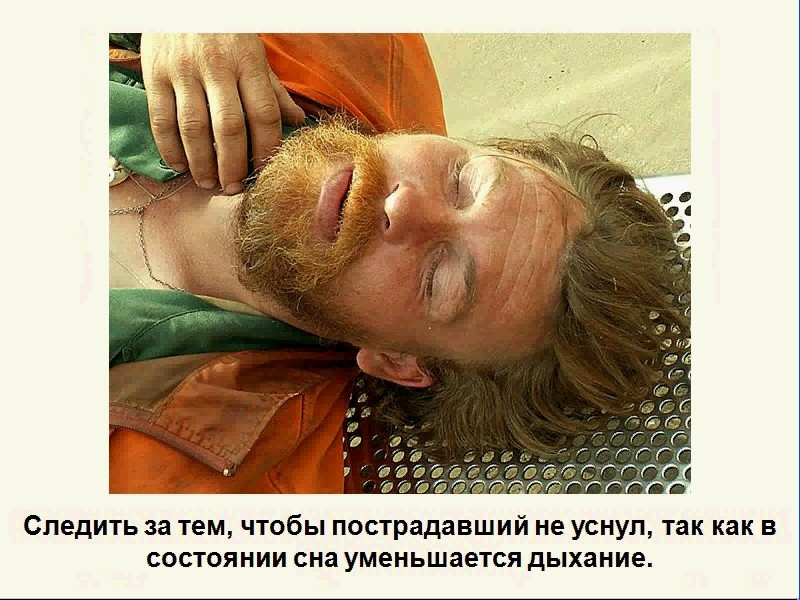 Следить за тем, чтобы пострадавший не уснул, так как в
состоянии сна уменьшается дыхание.